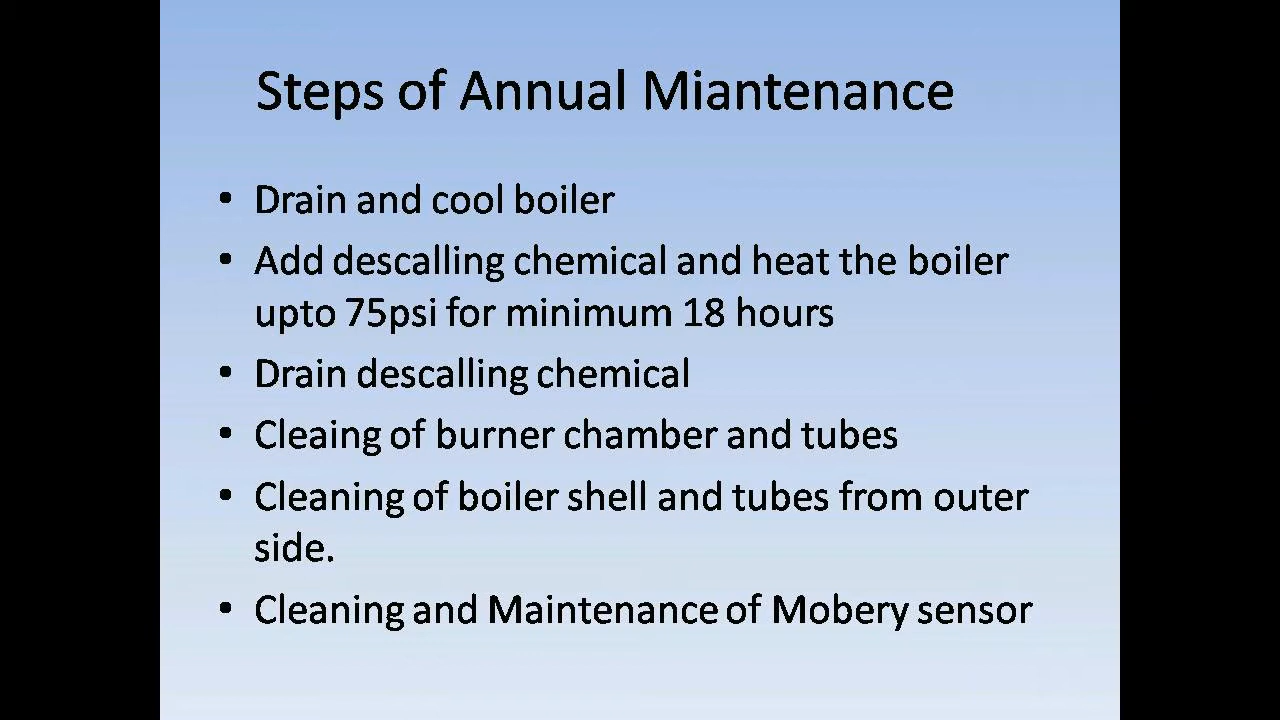 Steps of Annual Miantenance
• Drain and cool boiler
• Add descalling chemical and heat the boiler
upto 75psi for minimum 18 hours
• Drain descalling chemical
• Cleaing of burner chamber and tubes
• Cleaning of boiler shell and tubes from outer
side.
• Cleaning and Maintenance of Mobery sensor